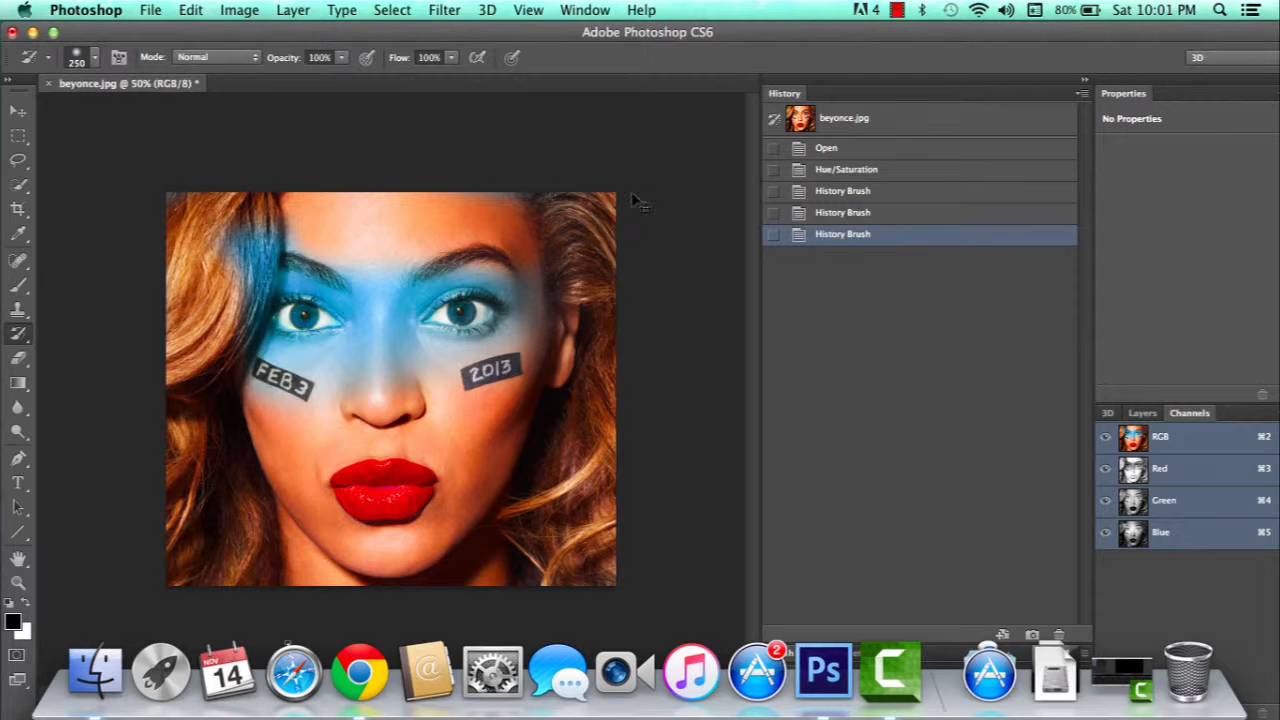 Photoshop File Edit Image Layer Type Select Filter 3D View Window Help 4 80% Sat 10:01 PM
Adobe Photoshop CS6
250 Mode: Normal Opacity: 100% Flow: 100% 3D
× beyonce.jpg @ 50% (RGB/8) *
History
beyonce.jpg
Open
Hue/Saturation
History Brush
History Brush
History Brush
Properties
No Properties
FEB 3 2013
3D Layers Channels
RGB ⌘2
Red ⌘3
Green ⌘4
Blue ⌘5
NOV
14
2
Ps
C
C